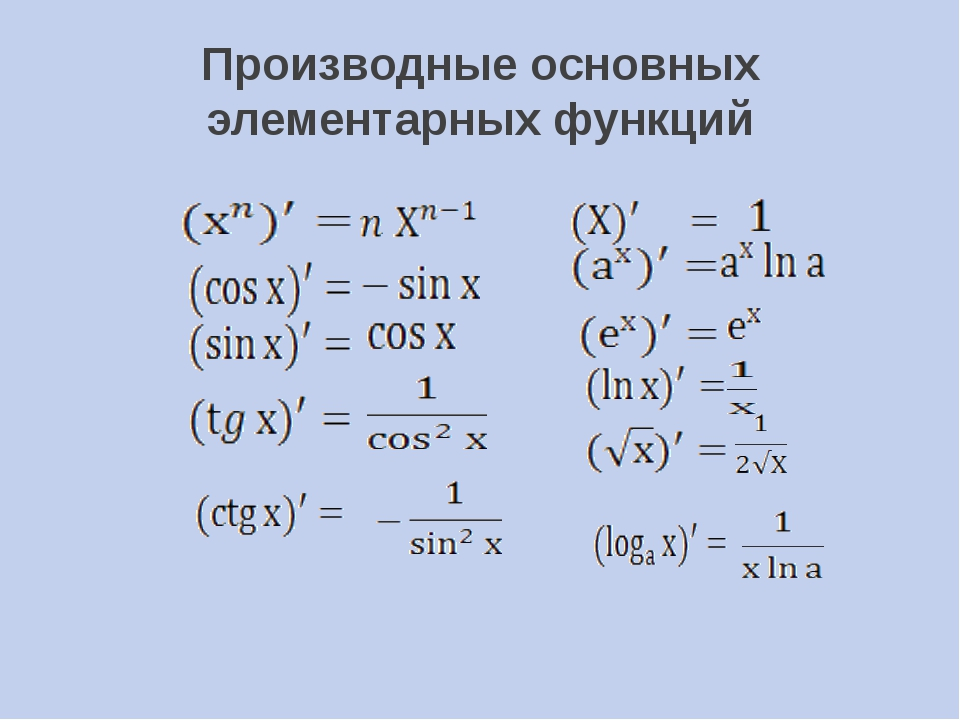 Производные основных
элементарных функций
(xⁿ)′ = n Xⁿ⁻¹
(cos x)′ = − sin x
(sin x)′ = cos x
(tg x)′ = 1/cos² x
(ctg x)′ = − 1/sin² x
(X)′ = 1
(aˣ)′ = aˣ ln a
(eˣ)′ = eˣ
(ln x)′ = 1/x
(√x)′ = 1/2√X
(logₐ x)′ = 1/x ln a